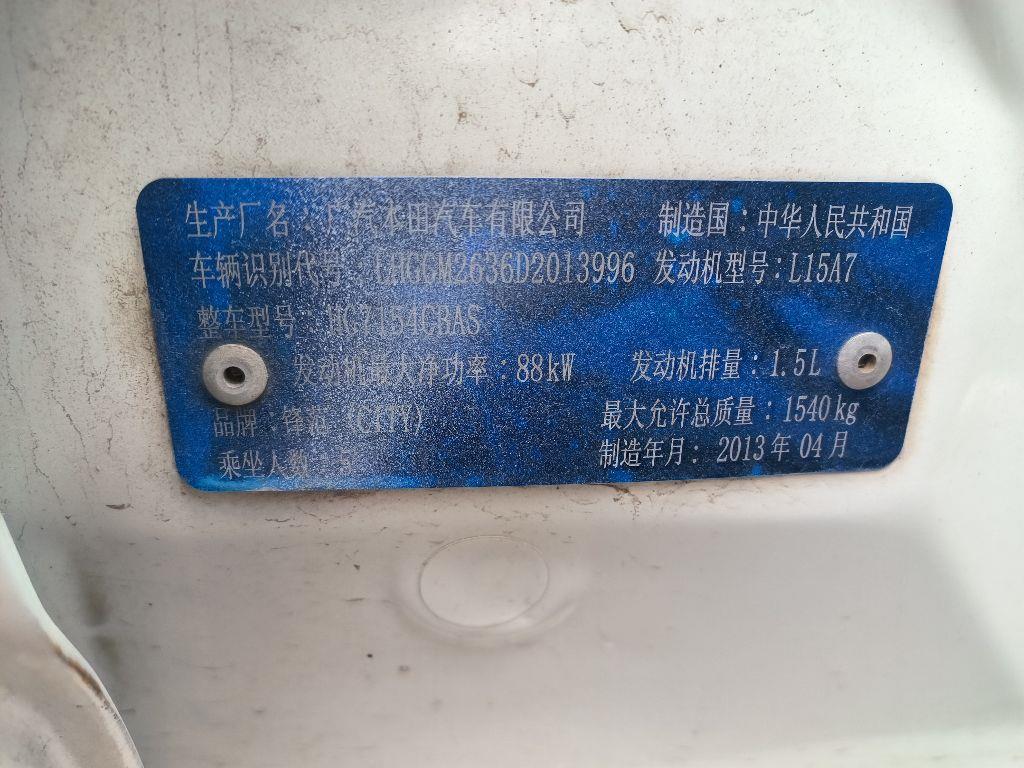 生产厂名：广汽本田汽车有限公司 制造国：中华人民共和国
车辆识别代号：LHGGM2636D2013996 发动机型号：L15A7
整车型号：HG7154CBAS
发动机最大净功率：88kW 发动机排量：1.5L
品牌：锋范(CITY) 最大允许总质量：1540kg
乘坐人数：5 制造年月：2013年04月